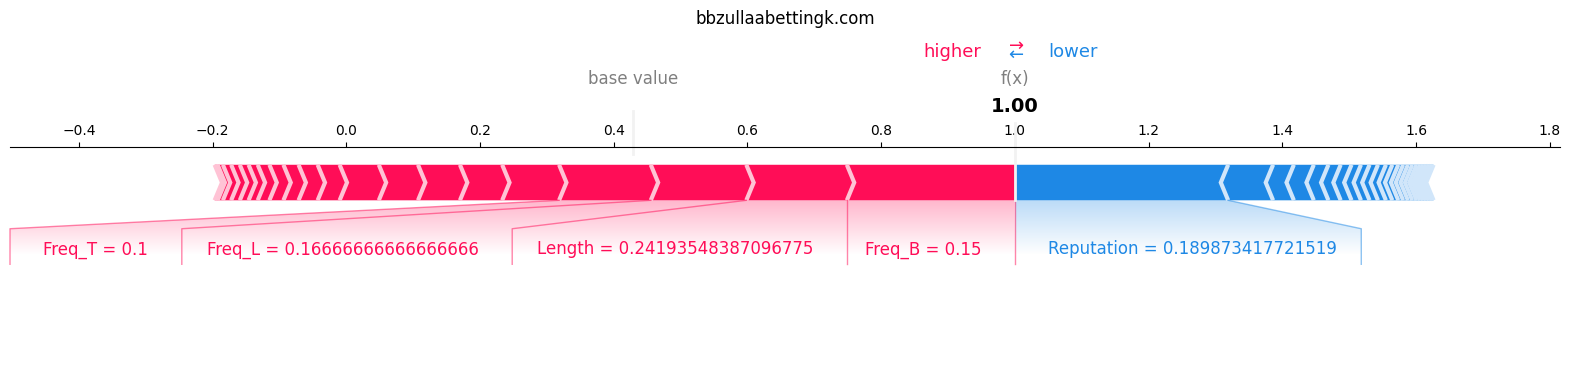 bbzullaabettingk.com
higher ⇄ lower
base value f(x)
1.00
−0.4 −0.2 0.0 0.2 0.4 0.6 0.8 1.0 1.2 1.4 1.6 1.8
Freq_T = 0.1 Freq_L = 0.16666666666666666 Length = 0.24193548387096775 Freq_B = 0.15 Reputation = 0.189873417721519